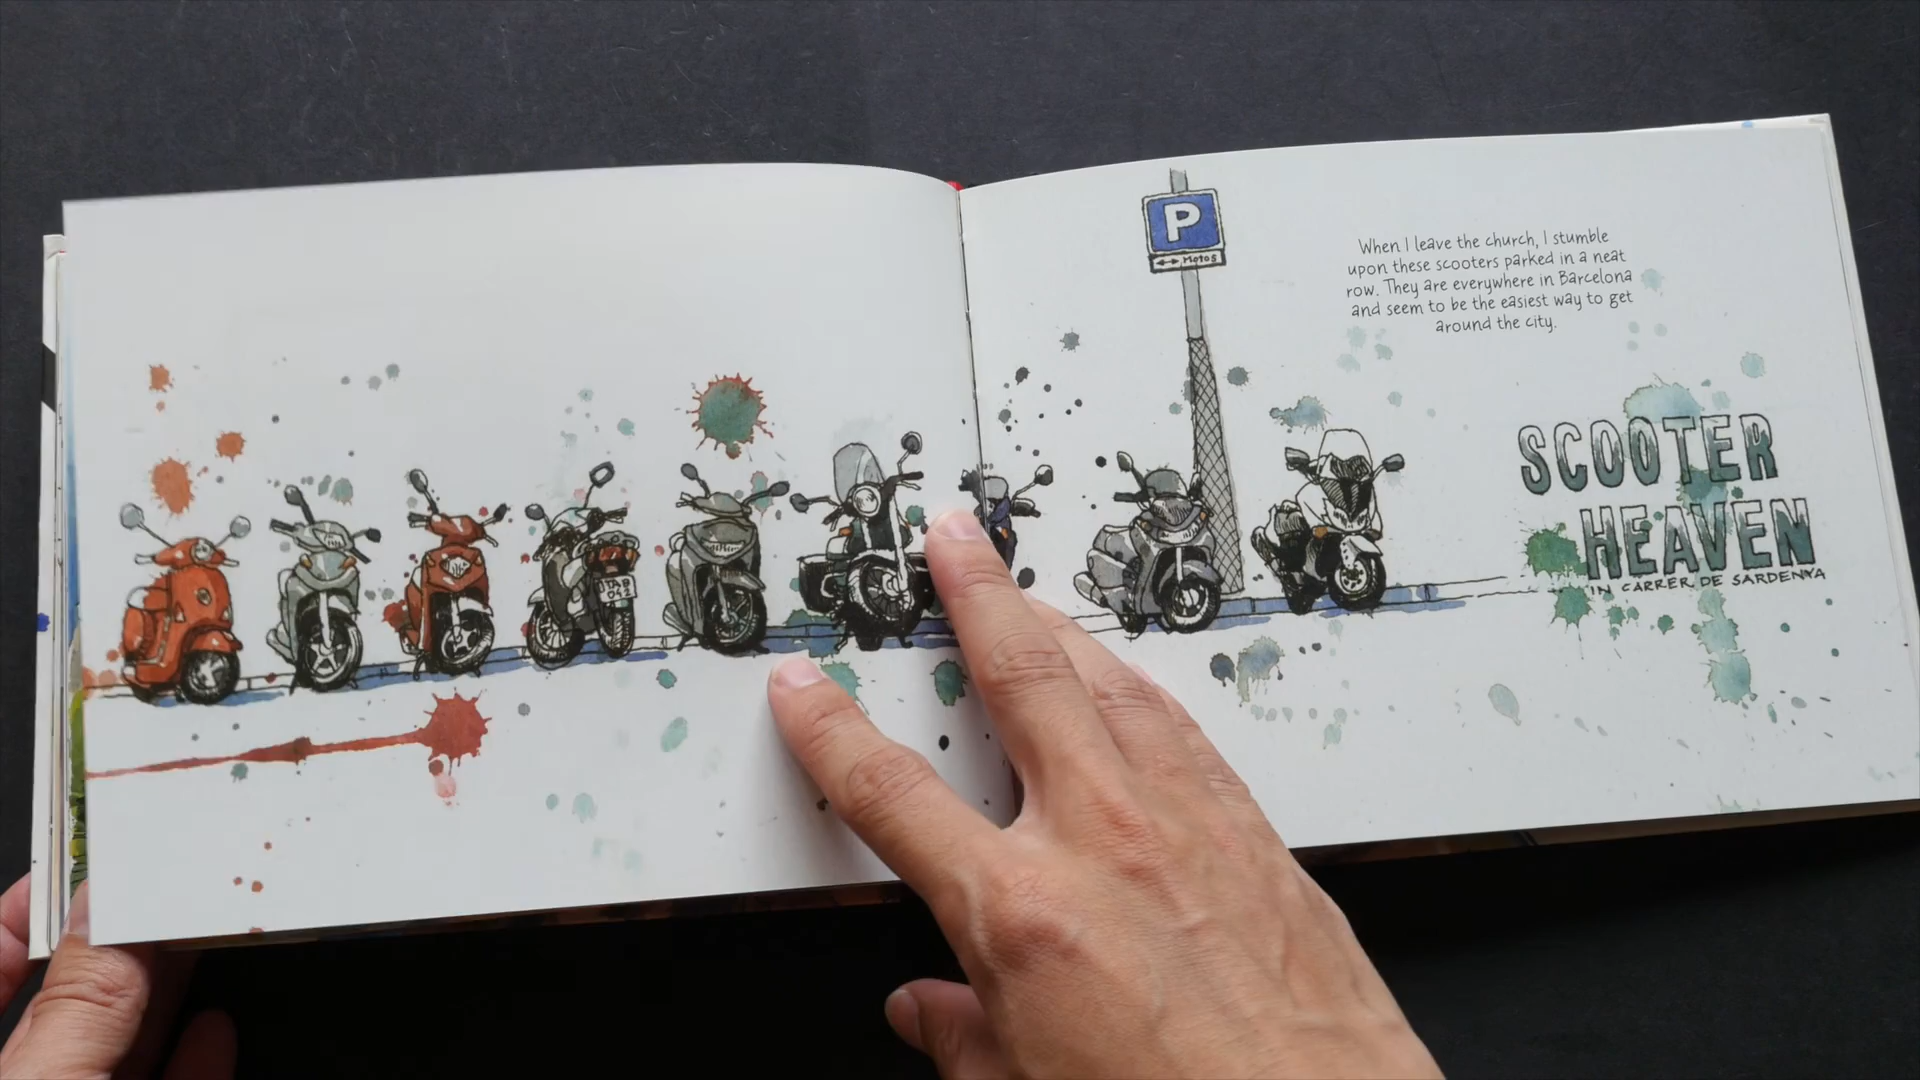 P
↔ Motos
When I leave the church, I stumble
upon these scooters parked in a neat
row. They are everywhere in Barcelona
and seem to be the easiest way to get
around the city.
SCOOTER
HEAVEN
IN CARRER DE SARDENYA